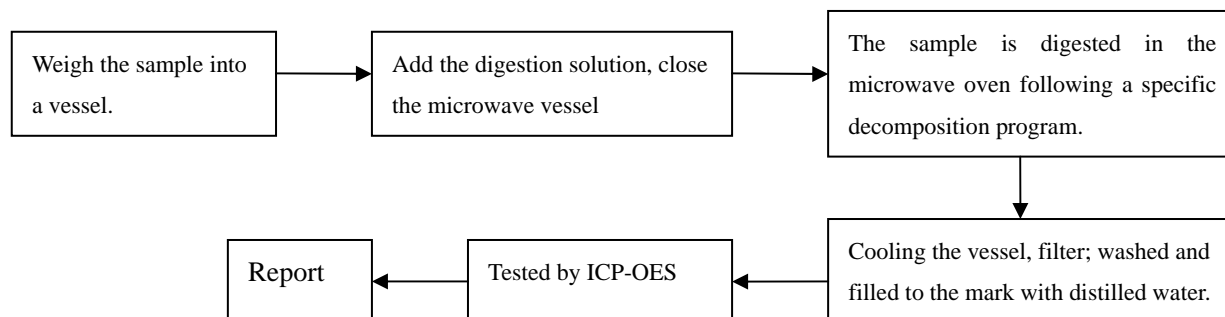 Weigh the sample into
a vessel.
Add the digestion solution, close
the microwave vessel
The sample is digested in the
microwave oven following a specific
decomposition program.
Cooling the vessel, filter; washed and
filled to the mark with distilled water.
Tested by ICP-OES
Report